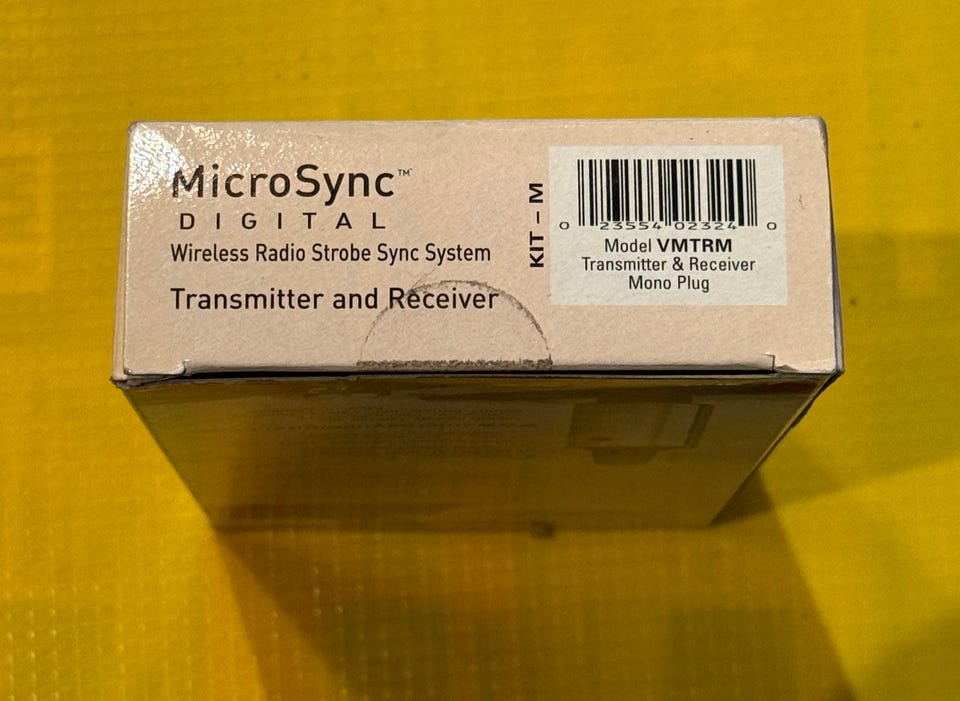 MicroSync™
DIGITAL
Wireless Radio Strobe Sync System
Transmitter and Receiver
KIT – M
0 23554 02324 0
Model VMTRM
Transmitter & Receiver
Mono Plug